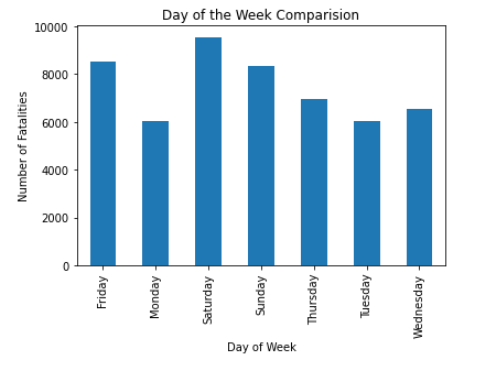 Day of the Week Comparision
Number of Fatalities
10000
8000
6000
4000
2000
0
Friday
Monday
Saturday
Sunday
Thursday
Tuesday
Wednesday
Day of Week